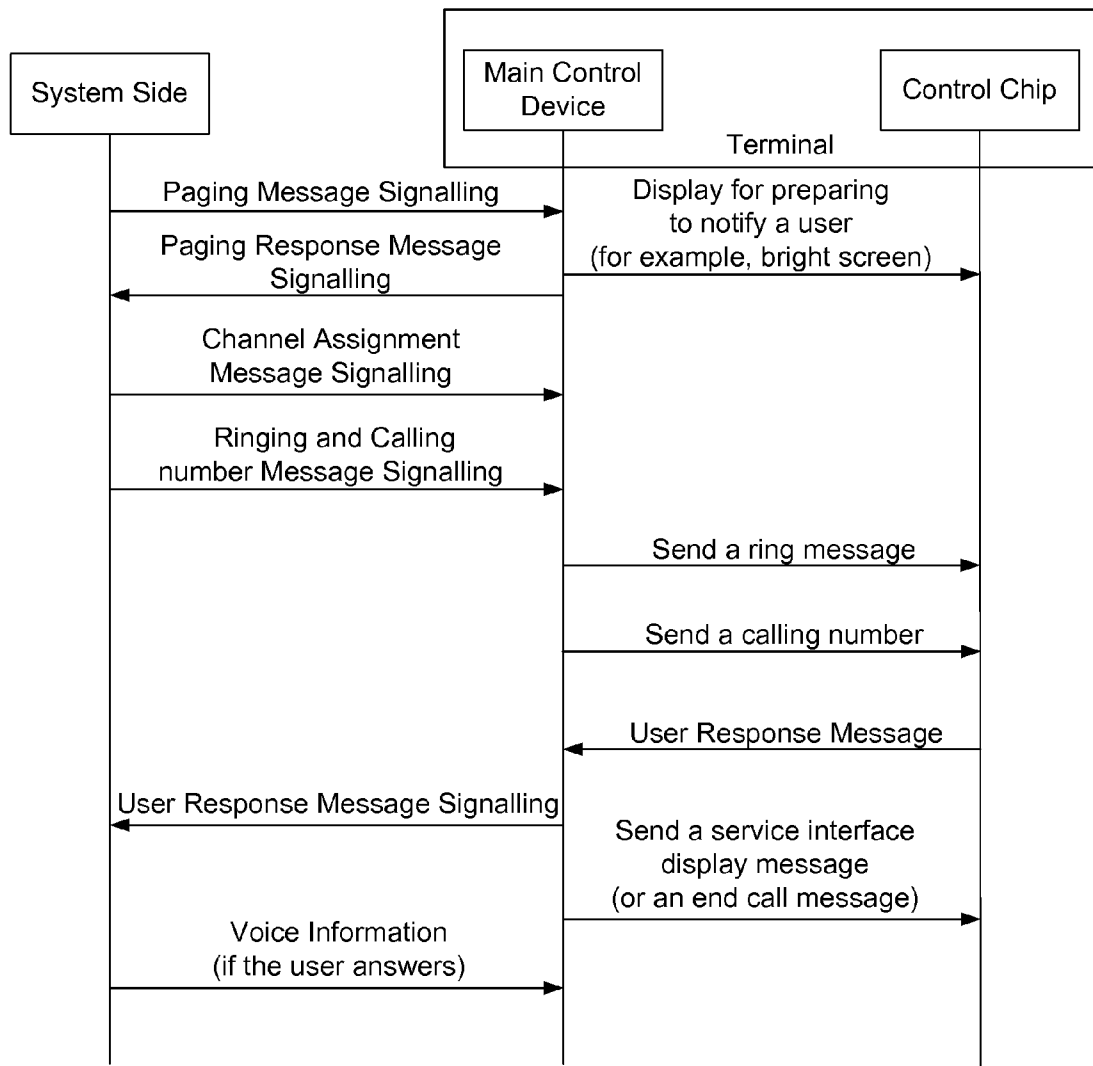 System Side
Main Control
Device
Control Chip
Terminal
Paging Message Signalling
Display for preparing
to notify a user
(for example, bright screen)
Paging Response Message
Signalling
Channel Assignment
Message Signalling
Ringing and Calling
number Message Signalling
Send a ring message
Send a calling number
User Response Message
User Response Message Signalling
Send a service interface
display message
(or an end call message)
Voice Information
(if the user answers)